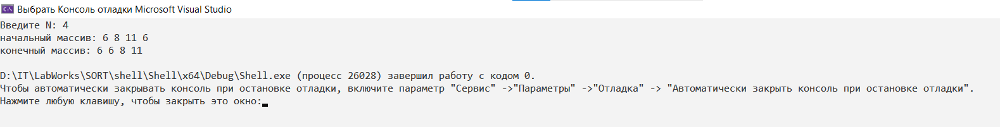 Выбрать Консоль отладки Microsoft Visual Studio
Введите N: 4
начальный массив: 6 8 11 6
конечный массив: 6 6 8 11
D:\IT\LabWorks\SORT\shell\Shell\x64\Debug\Shell.exe (процесс 26028) завершил работу с кодом 0.
Чтобы автоматически закрывать консоль при остановке отладки, включите параметр "Сервис" ->"Параметры" ->"Отладка" -> "Автоматически закрыть консоль при остановке отладки".
Нажмите любую клавишу, чтобы закрыть это окно: